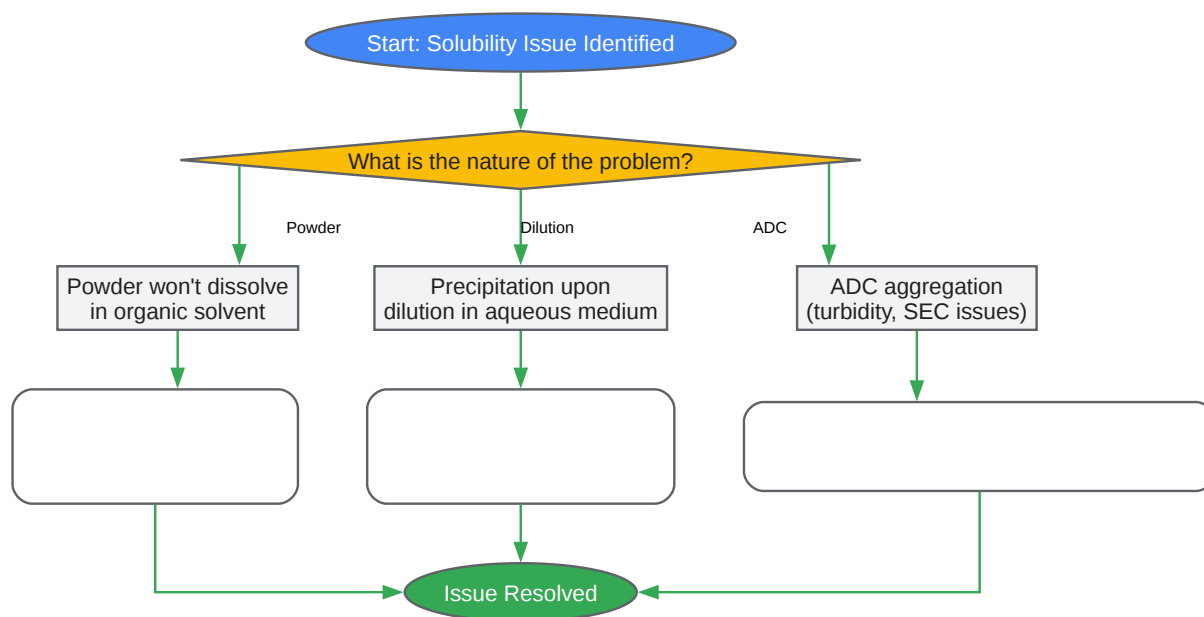 Start: Solubility Issue Identified
What is the nature of the problem?
Powder
Dilution
ADC
Powder won't dissolve
in organic solvent
Precipitation upon
dilution in aqueous medium
ADC aggregation
(turbidity, SEC issues)
Issue Resolved